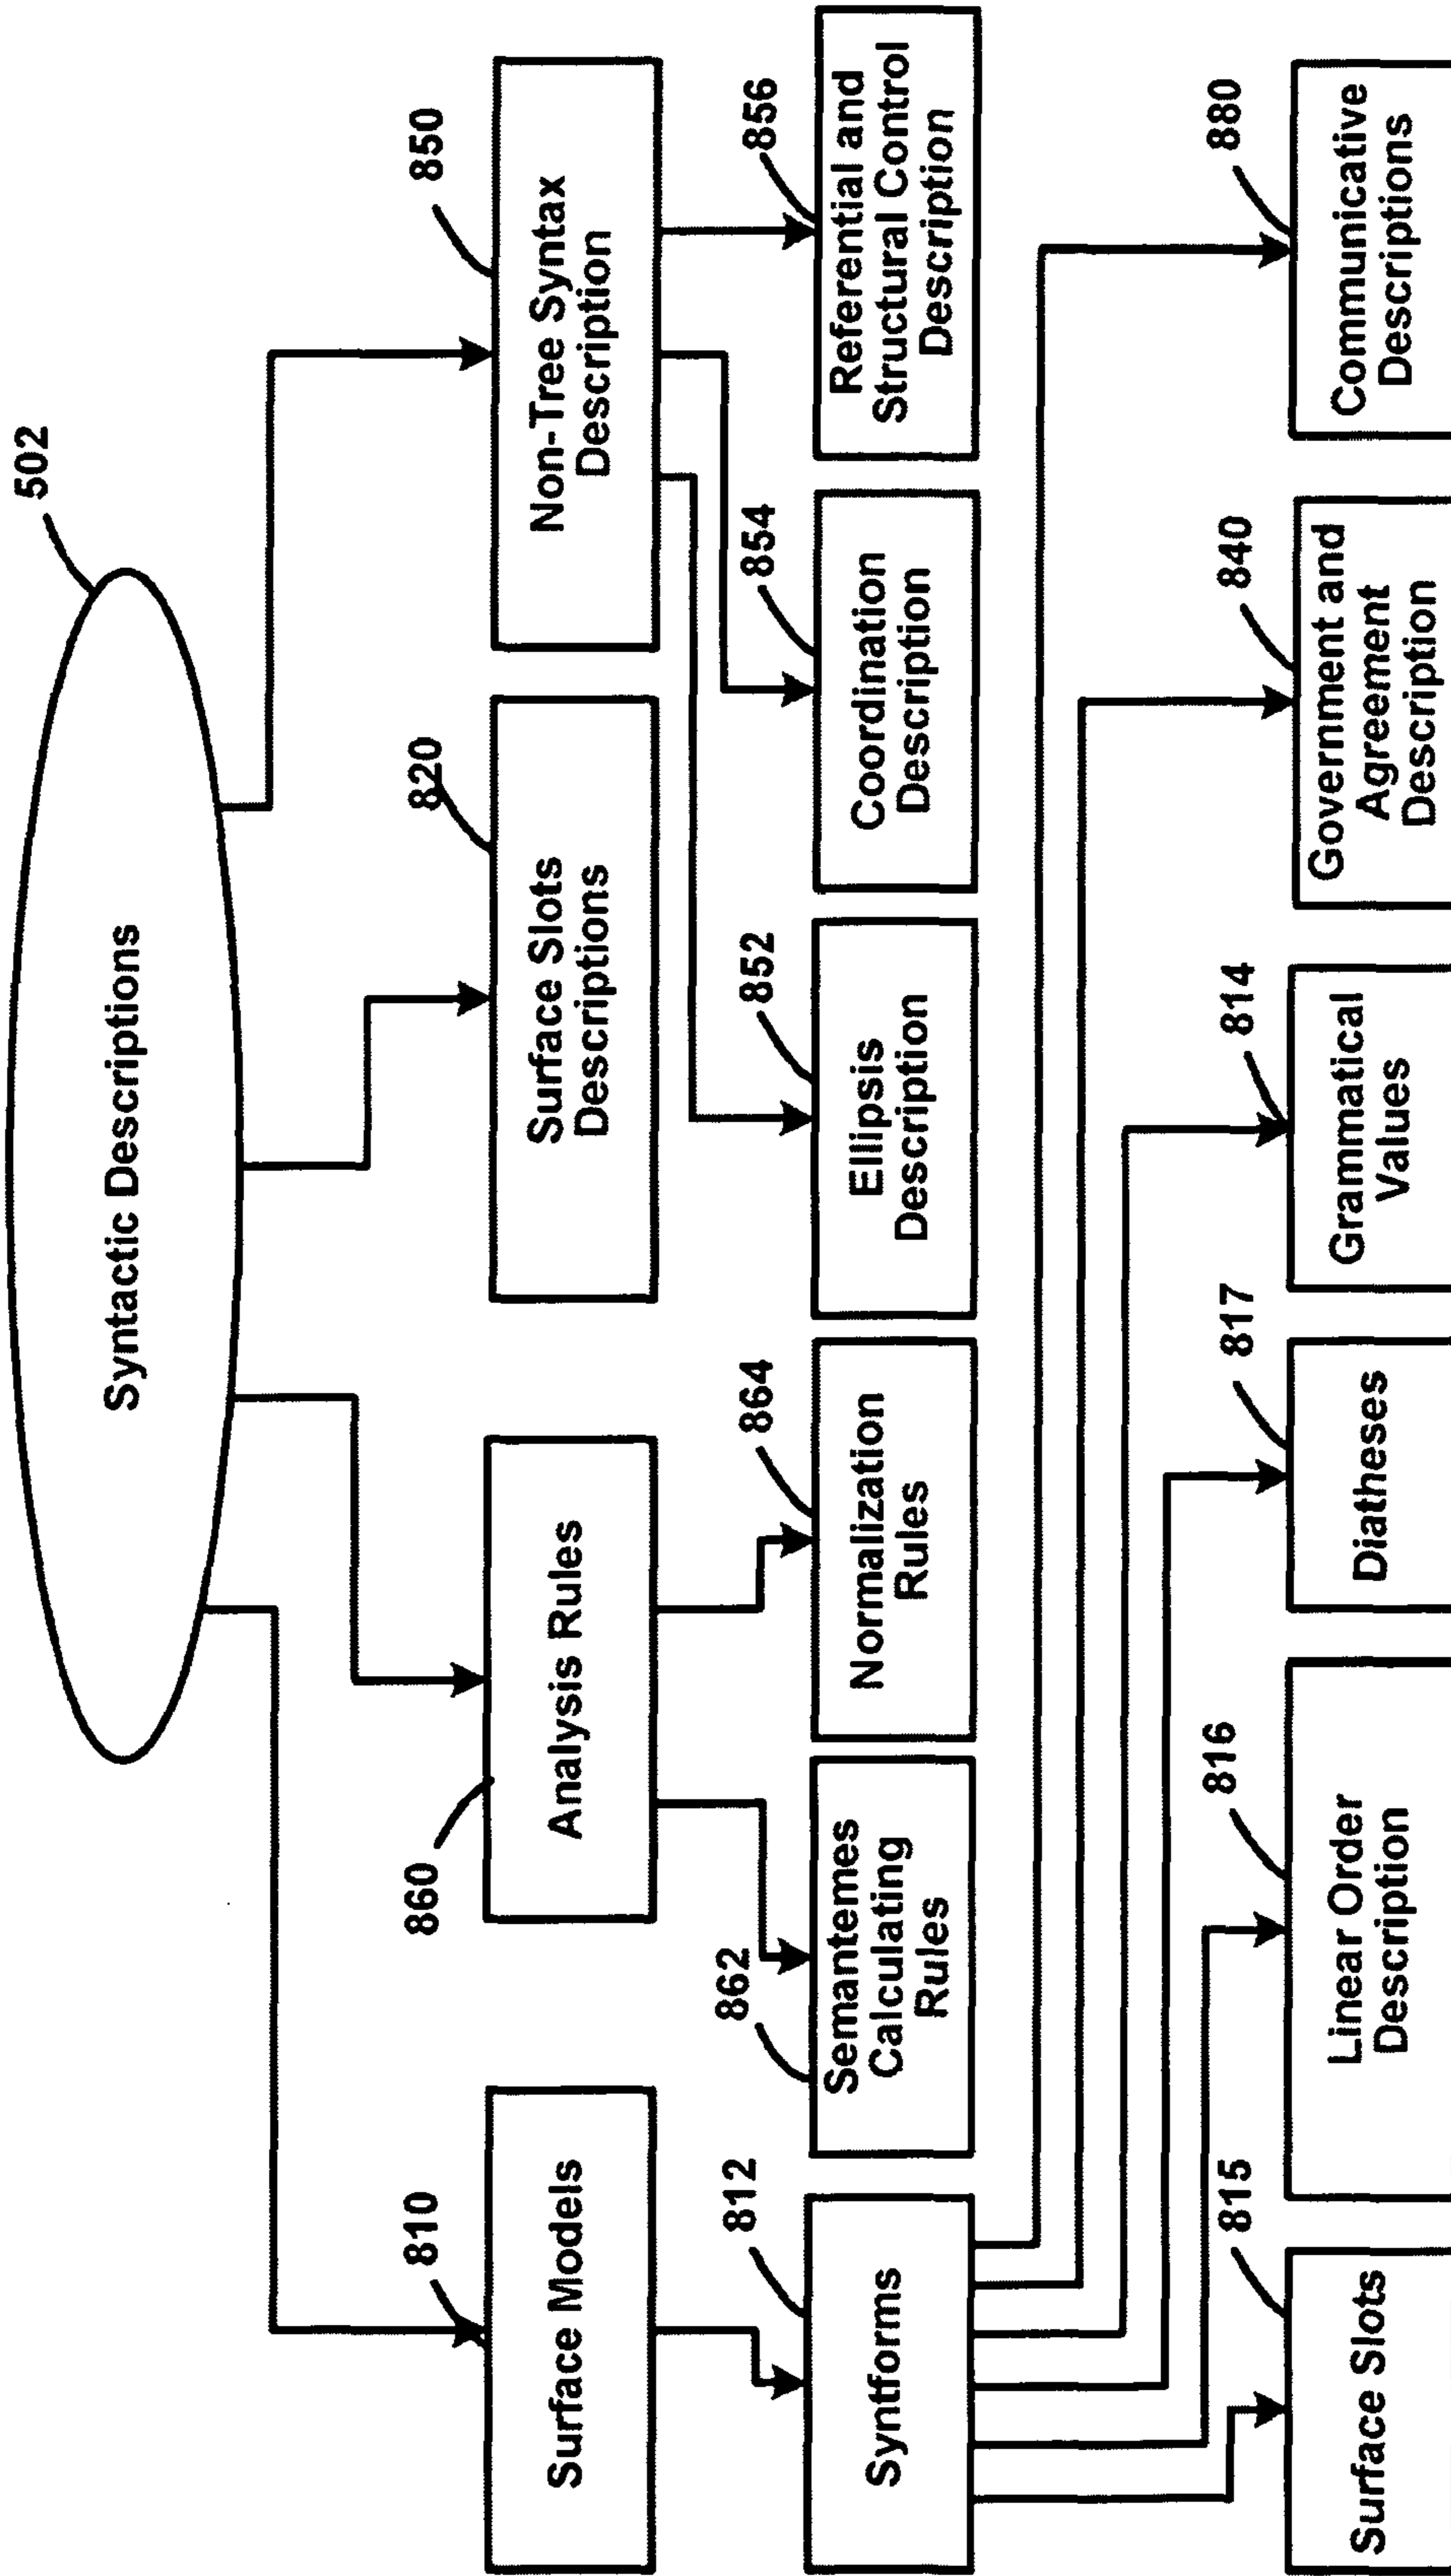 502
Syntactic Descriptions
810
860
820
850
Surface Models
Analysis Rules
Surface Slots
Descriptions
Non-Tree Syntax
Description
812
862
864
852
854
856
Syntforms
Semantemes
Calculating
Rules
Normalization
Rules
Ellipsis
Description
Coordination
Description
Referential and
Structural Control
Description
815
816
817
814
840
880
Surface Slots
Linear Order
Description
Diatheses
Grammatical
Values
Government and
Agreement
Description
Communicative
Descriptions